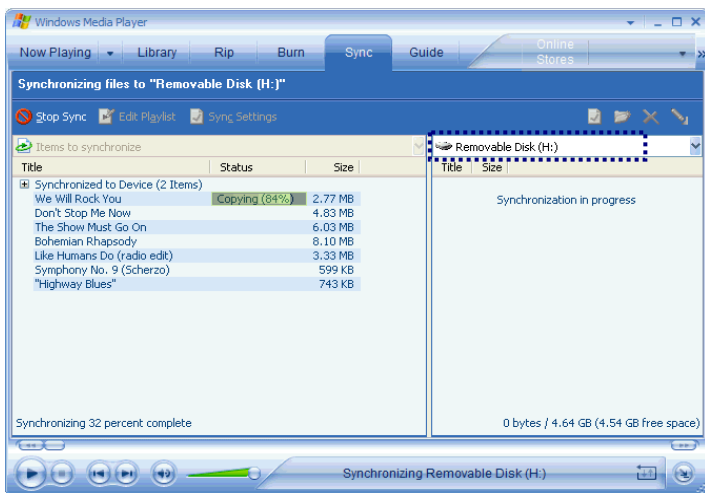 Windows Media Player
Now Playing Library Rip Burn Sync Guide Online Stores
Synchronizing files to "Removable Disk (H:)"
Stop Sync Edit Playlist Sync Settings
Items to synchronize Removable Disk (H:)
Title Status Size Title Size
Synchronized to Device (2 Items)
We Will Rock You Copying (84%) 2.77 MB Synchronization in progress
Don't Stop Me Now 4.83 MB
The Show Must Go On 6.03 MB
Bohemian Rhapsody 8.10 MB
Like Humans Do (radio edit) 3.33 MB
Symphony No. 9 (Scherzo) 599 KB
"Highway Blues" 743 KB
Synchronizing 32 percent complete 0 bytes / 4.64 GB (4.54 GB free space)
Synchronizing Removable Disk (H:)